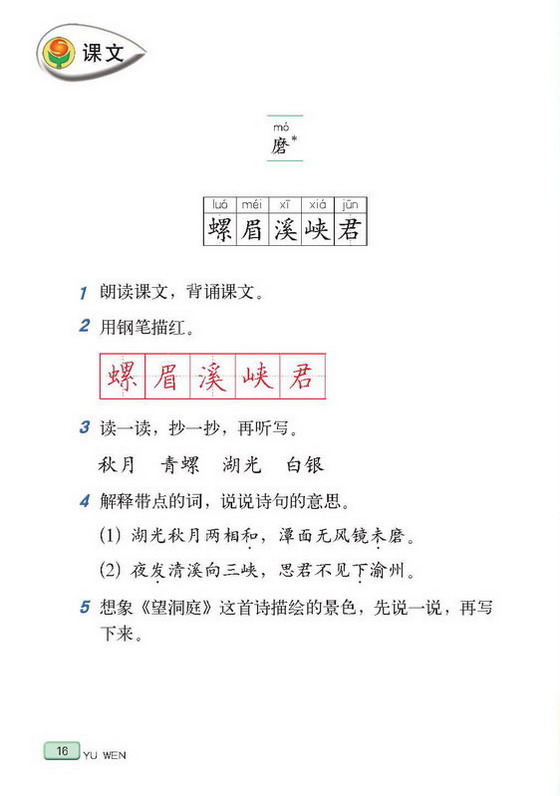 课文
mó
磨*
luó méi xī xiá jūn
螺 眉 溪 峡 君
1 朗读课文，背诵课文。
2 用钢笔描红。
螺 眉 溪 峡 君
3 读一读，抄一抄，再听写。
秋月 青螺 湖光 白银
4 解释带点的词，说说诗句的意思。
(1) 湖光秋月两相和，潭面无风镜未磨。
(2) 夜发清溪向三峡，思君不见下渝州。
5 想象《望洞庭》这首诗描绘的景色，先说一说，再写
下来。
16 YU WEN